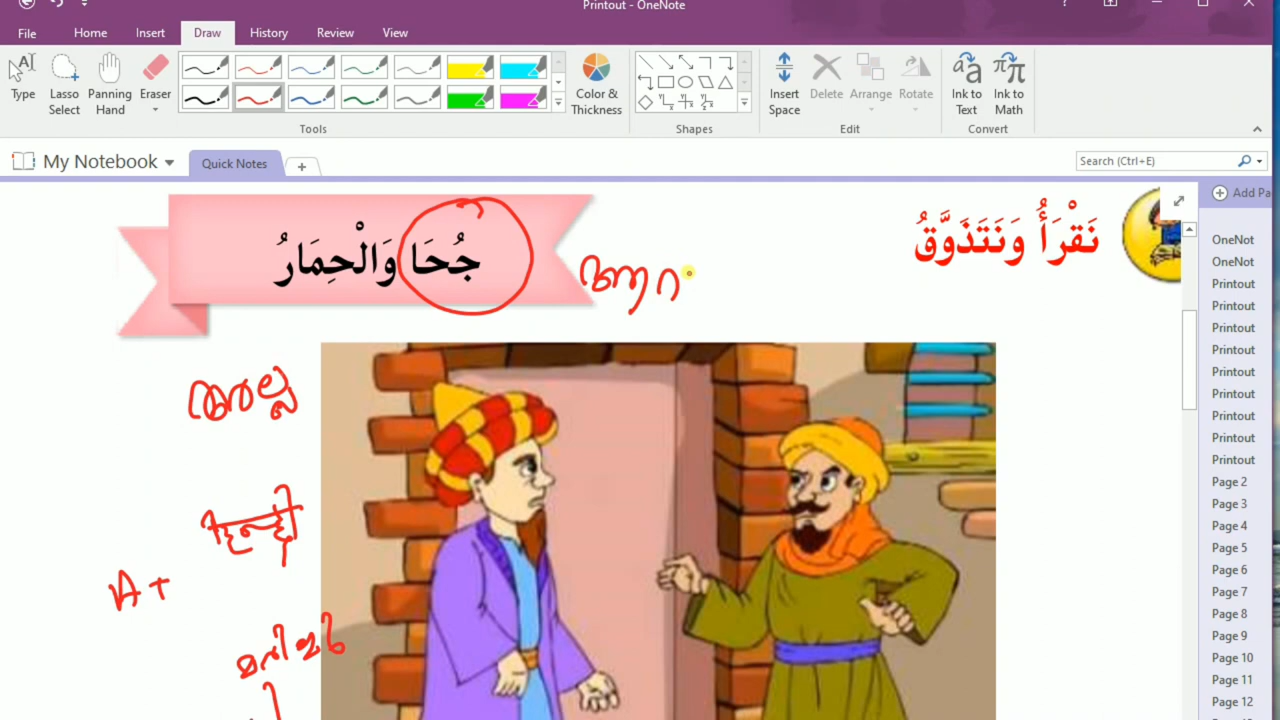 Printout - OneNote
File Home Insert Draw History Review View
Type Lasso Select Panning Hand Eraser Color & Thickness Insert Space Delete Arrange Rotate Ink to Text Ink to Math
Tools Shapes Edit Convert
My Notebook Quick Notes Search (Ctrl+E)
Add Pa
نَقْرَأُ وَنَتَذَوَّقُ
جُحَا وَالْحِمَارُ
A+
OneNot
OneNot
Printout
Printout
Printout
Printout
Printout
Printout
Printout
Printout
Printout
Page 2
Page 3
Page 4
Page 5
Page 6
Page 7
Page 8
Page 9
Page 10
Page 11
Page 12